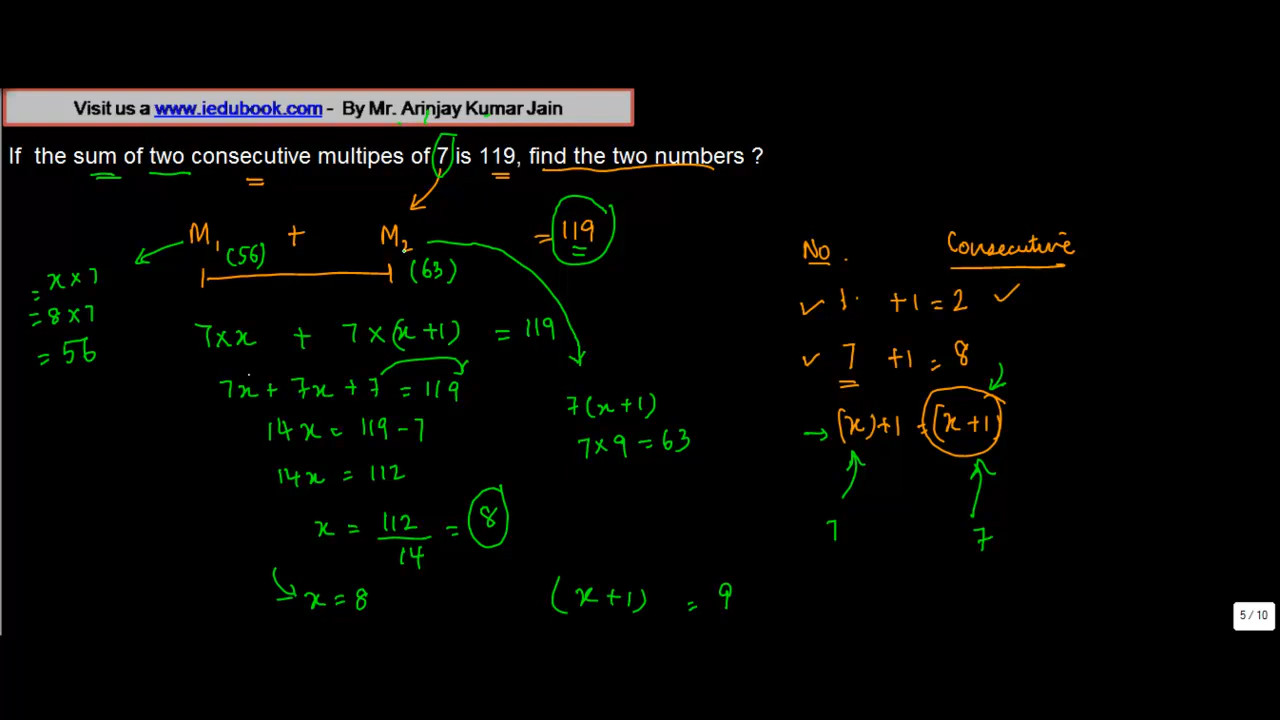 Visit us a www.iedubook.com - By Mr. Arinjay Kumar Jain
If the sum of two consecutive multipes of 7 is 119, find the two numbers ?
M₁ + M₂ = 119
(56) (63)
= x × 7
= 8 × 7
= 56
7×x + 7×(x+1) = 119
7x + 7x + 7 = 119
14x = 119 - 7
14x = 112
x = 112/14 = 8
x = 8
(x+1) = 9
7(x+1)
7×9 = 63
No. Consecutive
1. +1 = 2
7 +1 = 8
(x)+1 = (x+1)
7 7
5 / 10